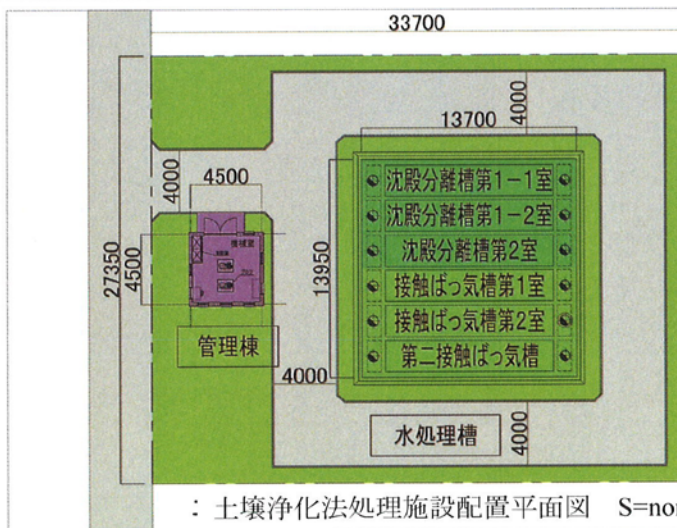 33700
4000
13700
沈殿分離槽第1-1室
沈殿分離槽第1-2室
沈殿分離槽第2室
接触ばっ気槽第1室
接触ばっ気槽第2室
第二接触ばっ気槽
13950
4000
4500
機械室
27350
4500
管理棟
4000
水処理槽
4000
: 土壌浄化法処理施設配置平面図 S=non